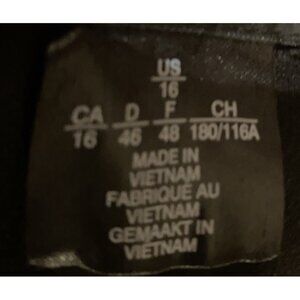 US
16
CA D F CH
16 46 48 180/116A
MADE IN
VIETNAM
FABRIQUE AU
VIETNAM
GEMAAKT IN
VIETNAM